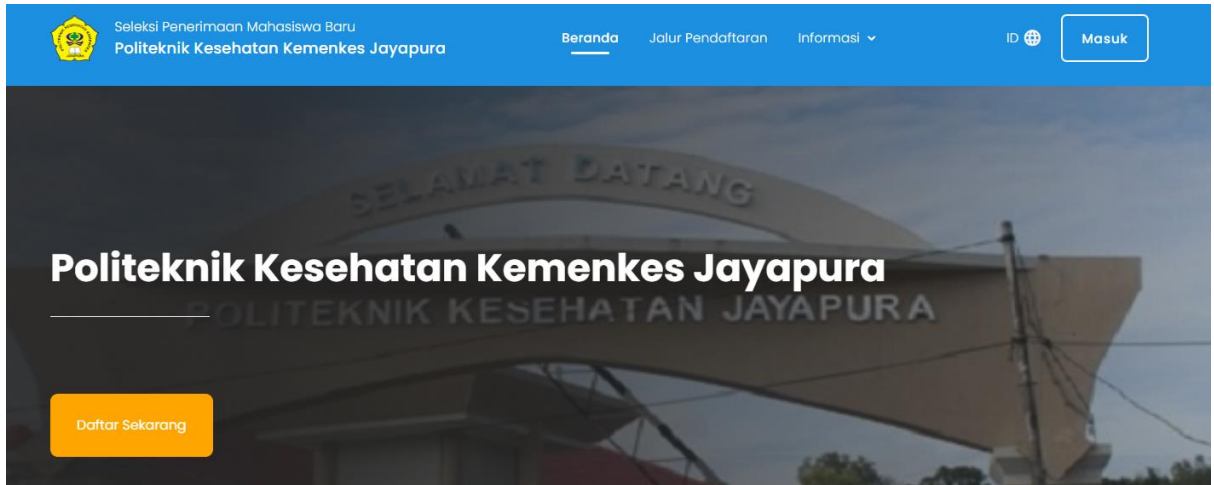 Seleksi Penerimaan Mahasiswa Baru
Politeknik Kesehatan Kemenkes Jayapura
Beranda
Jalur Pendaftaran
Informasi
ID
Masuk
SELAMAT DATANG
Politeknik Kesehatan Kemenkes Jayapura
POLITEKNIK KESEHATAN JAYAPURA
Daftar Sekarang